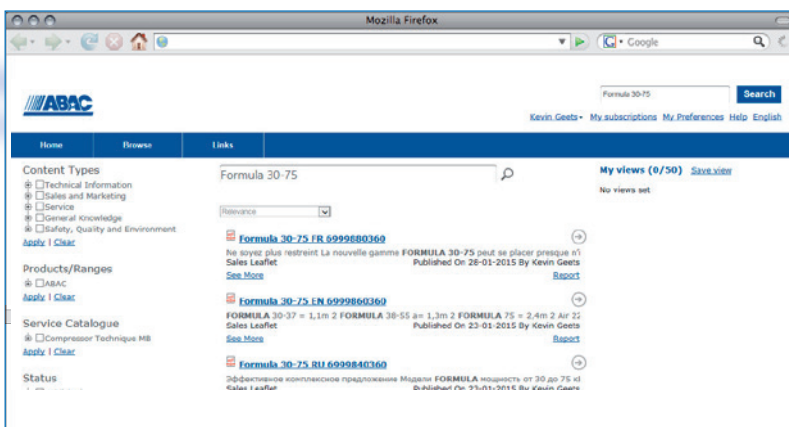 Mozilla Firefox
Google
ABAC
Formula 30-75
Search
Kevin Geets
My subscriptions
My Preferences
Help
English
Home
Browse
Links
Content Types
Technical Information
Sales and Marketing
Service
General Knowledge
Safety, Quality and Environment
Apply | Clear
Products/Ranges
ABAC
Apply | Clear
Service Catalogue
Compressor Technique MB
Apply | Clear
Status
Formula 30-75
Relevance
Formula 30-75 FR 6999880360
Ne soyez plus restreint La nouvelle gamme FORMULA 30-75 peut se placer presque n'i
Sales Leaflet Published On 28-01-2015 By Kevin Geets
See More Report
Formula 30-75 EN 6999860360
FORMULA 30-37 = 1,1m 2 FORMULA 38-55 a= 1,3m 2 FORMULA 75 = 2,4m 2 Air 22
Sales Leaflet Published On 23-01-2015 By Kevin Geets
See More Report
Formula 30-75 RU 6999840360
Эффективное комплексное предложение Модели FORMULA мощность от 30 до 75 кВ
Sales Leaflet Published On 23-01-2015 By Kevin Geets
My views (0/50) Save view
No views set